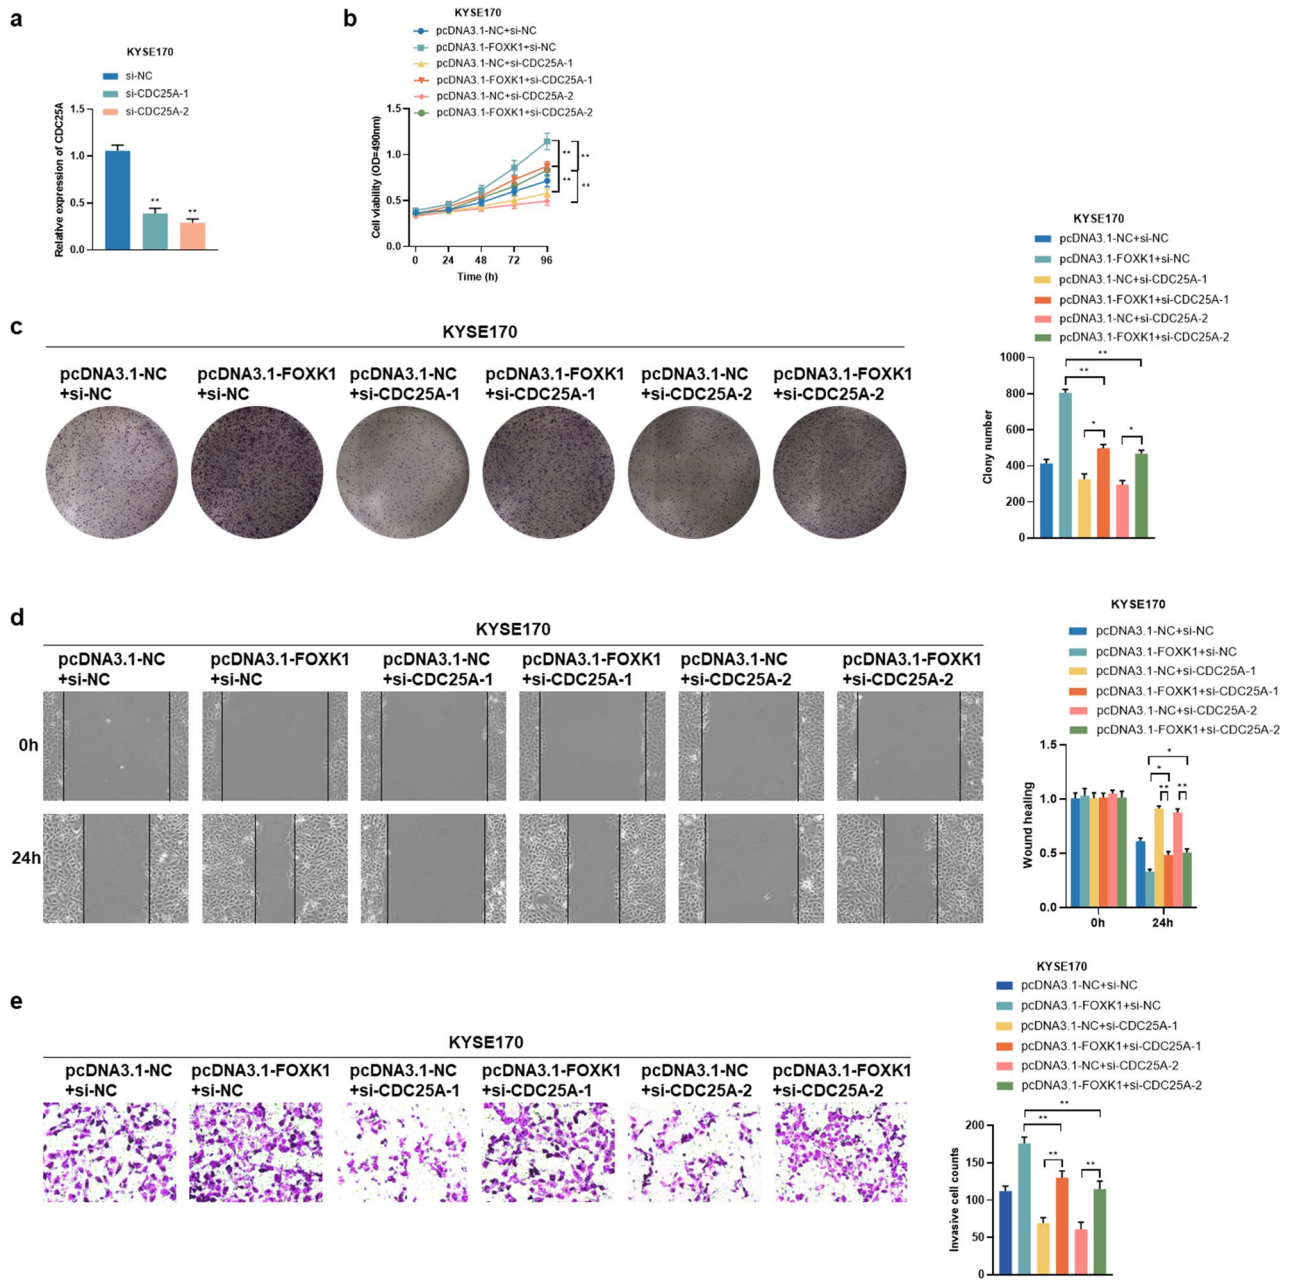 a
KYSE170
si-NC
si-CDC25A-1
si-CDC25A-2
Relative expression of CDC25A
1.5
1.0
0.5
0.0
**
**
b
KYSE170
pcDNA3.1-NC+si-NC
pcDNA3.1-FOXK1+si-NC
pcDNA3.1-NC+si-CDC25A-1
pcDNA3.1-FOXK1+si-CDC25A-1
pcDNA3.1-NC+si-CDC25A-2
pcDNA3.1-FOXK1+si-CDC25A-2
Cell viability (OD=490nm)
1.5
1.0
0.5
0.0
** **
** **
0 24 48 72 96
Time (h)
c
KYSE170
pcDNA3.1-NC
+si-NC
pcDNA3.1-FOXK1
+si-NC
pcDNA3.1-NC
+si-CDC25A-1
pcDNA3.1-FOXK1
+si-CDC25A-1
pcDNA3.1-NC
+si-CDC25A-2
pcDNA3.1-FOXK1
+si-CDC25A-2
KYSE170
pcDNA3.1-NC+si-NC
pcDNA3.1-FOXK1+si-NC
pcDNA3.1-NC+si-CDC25A-1
pcDNA3.1-FOXK1+si-CDC25A-1
pcDNA3.1-NC+si-CDC25A-2
pcDNA3.1-FOXK1+si-CDC25A-2
Clony number
1000
800
600
400
200
0
**
**
* *
d
KYSE170
pcDNA3.1-NC
+si-NC
pcDNA3.1-FOXK1
+si-NC
pcDNA3.1-NC
+si-CDC25A-1
pcDNA3.1-FOXK1
+si-CDC25A-1
pcDNA3.1-NC
+si-CDC25A-2
pcDNA3.1-FOXK1
+si-CDC25A-2
0h
24h
KYSE170
pcDNA3.1-NC+si-NC
pcDNA3.1-FOXK1+si-NC
pcDNA3.1-NC+si-CDC25A-1
pcDNA3.1-FOXK1+si-CDC25A-1
pcDNA3.1-NC+si-CDC25A-2
pcDNA3.1-FOXK1+si-CDC25A-2
Wound healing
1.5
1.0
0.5
0.0
*
*
** **
0h 24h
e
KYSE170
pcDNA3.1-NC
+si-NC
pcDNA3.1-FOXK1
+si-NC
pcDNA3.1-NC
+si-CDC25A-1
pcDNA3.1-FOXK1
+si-CDC25A-1
pcDNA3.1-NC
+si-CDC25A-2
pcDNA3.1-FOXK1
+si-CDC25A-2
KYSE170
pcDNA3.1-NC+si-NC
pcDNA3.1-FOXK1+si-NC
pcDNA3.1-NC+si-CDC25A-1
pcDNA3.1-FOXK1+si-CDC25A-1
pcDNA3.1-NC+si-CDC25A-2
pcDNA3.1-FOXK1+si-CDC25A-2
Invasive cell counts
200
150
100
50
0
**
**
** **